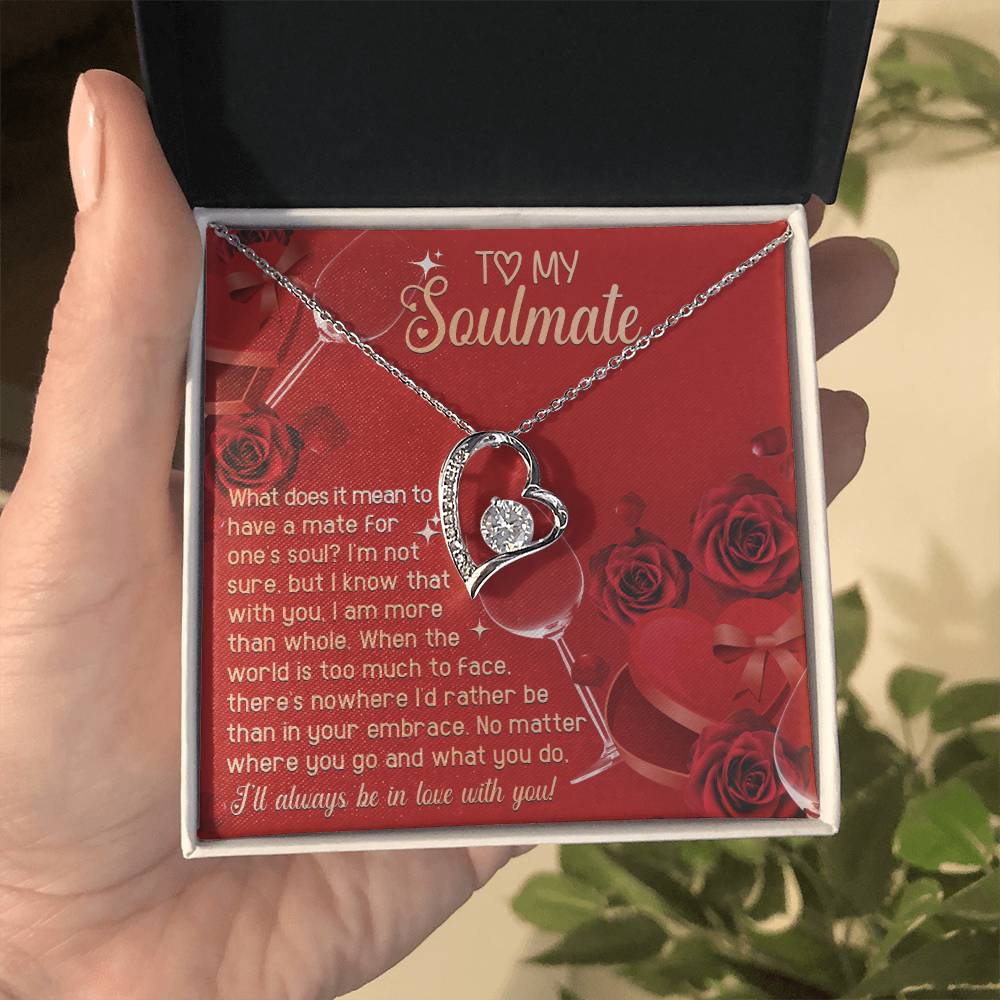 TO MY
Soulmate
What does it mean to
have a mate for
one's soul? I'm not
sure, but I know that
with you, I am more
than whole. When the
world is too much to face,
there's nowhere I'd rather be
than in your embrace. No matter
where you go and what you do,
I'll always be in love with you!